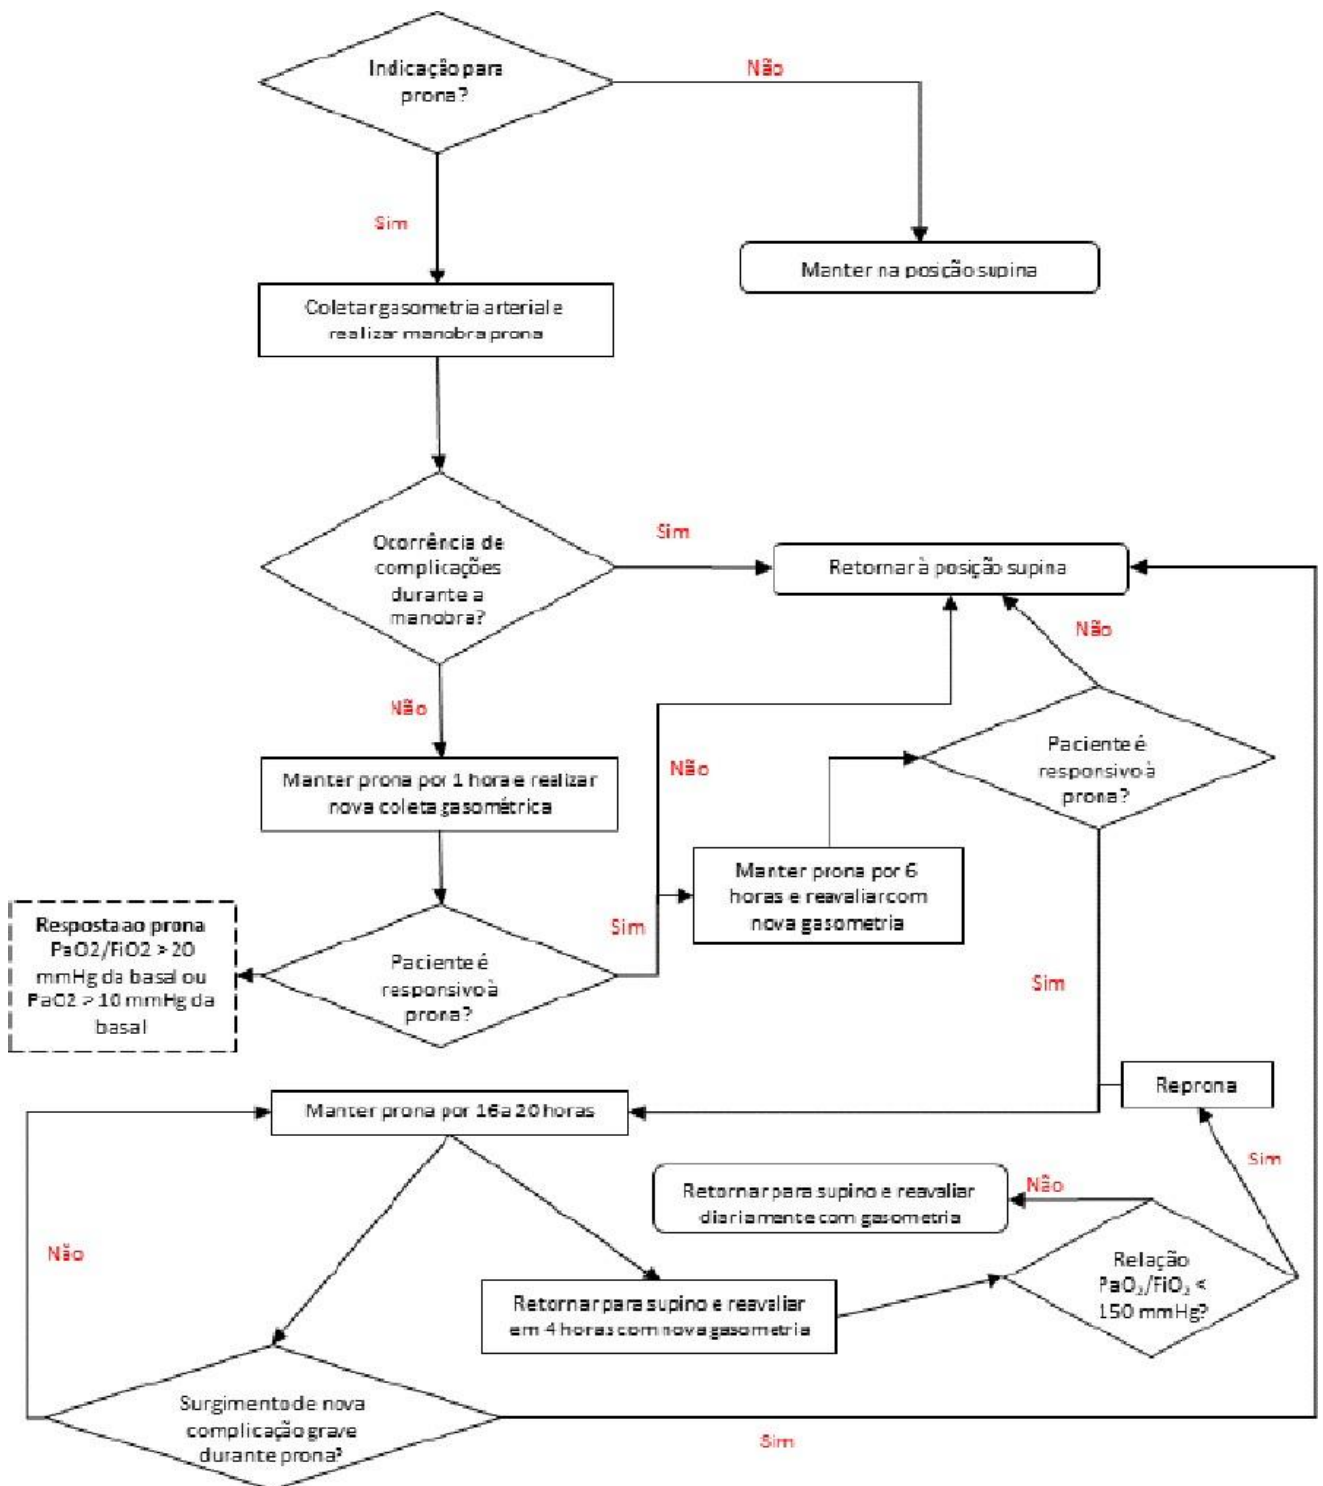 Indicação para
prona?
Não
Sim
Manter na posição supina
Coletar gasometria arterial e
realizar manobra prona
Ocorrência de
complicações
durante a
manobra?
Sim
Retornar à posição supina
Não
Não
Manter prona por 1 hora e realizar
nova coleta gasométrica
Não
Paciente é
responsivo à
prona?
Manter prona por 6
horas e reavaliar com
nova gasometria
Resposta ao prona
PaO2/FiO2 > 20
mmHg da basal ou
PaO2 > 10 mmHg da
basal
Sim
Paciente é
responsivo à
prona?
Sim
Reprona
Manter prona por 16 a 20 horas
Sim
Retornar para supino e reavaliar
diariamente com gasometria
Não
Não
Relação
PaO₂/FiO₂ <
150 mmHg?
Retornar para supino e reavaliar
em 4 horas com nova gasometria
Surgimento de nova
complicação grave
durante prona?
Sim